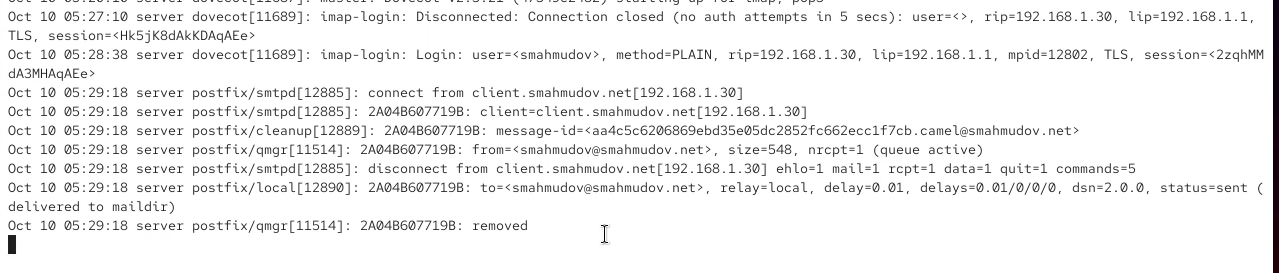 Oct 10 05:27:10 server dovecot[11689]: imap-login: Disconnected: Connection closed (no auth attempts in 5 secs): user=<>, rip=192.168.1.30, lip=192.168.1.1,
TLS, session=<Hk5jK8dAkKDAqAEe>
Oct 10 05:28:38 server dovecot[11689]: imap-login: Login: user=<smahmudov>, method=PLAIN, rip=192.168.1.30, lip=192.168.1.1, mpid=12802, TLS, session=<2zqhMM
dA3MHAqAEe>
Oct 10 05:29:18 server postfix/smtpd[12885]: connect from client.smahmudov.net[192.168.1.30]
Oct 10 05:29:18 server postfix/smtpd[12885]: 2A04B607719B: client=client.smahmudov.net[192.168.1.30]
Oct 10 05:29:18 server postfix/cleanup[12889]: 2A04B607719B: message-id=<aa4c5c6206869ebd35e05dc2852fc662ecc1f7cb.camel@smahmudov.net>
Oct 10 05:29:18 server postfix/qmgr[11514]: 2A04B607719B: from=<smahmudov@smahmudov.net>, size=548, nrcpt=1 (queue active)
Oct 10 05:29:18 server postfix/smtpd[12885]: disconnect from client.smahmudov.net[192.168.1.30] ehlo=1 mail=1 rcpt=1 data=1 quit=1 commands=5
Oct 10 05:29:18 server postfix/local[12890]: 2A04B607719B: to=<smahmudov@smahmudov.net>, relay=local, delay=0.01, delays=0.01/0/0/0, dsn=2.0.0, status=sent (
delivered to maildir)
Oct 10 05:29:18 server postfix/qmgr[11514]: 2A04B607719B: removed